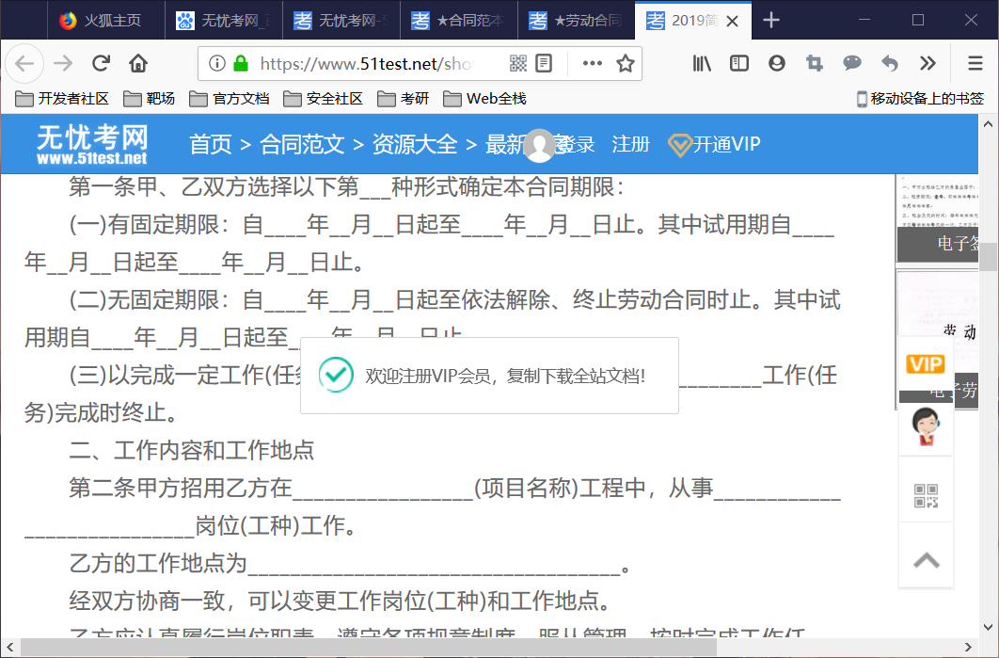 火狐主页
无忧考网_
无忧考网-
★合同范本
★劳动合同
2019简
https://www.51test.net/sho
开发者社区 靶场 官方文档 安全社区 考研 Web全栈 移动设备上的书签
无忧考网
www.51test.net
首页 > 合同范文 > 资源大全 > 最新
登录 注册 开通VIP
第一条甲、乙双方选择以下第___种形式确定本合同期限：
(一)有固定期限：自____年__月__日起至____年__月__日止。其中试用期自____
年__月__日起至____年__月__日止。
(二)无固定期限：自____年__月__日起至依法解除、终止劳动合同时止。其中试
用期自____年__月__日起至____年__月__日止
(三)以完成一定工作(任
________工作(任
务)完成时终止。
欢迎注册VIP会员，复制下载全站文档！
二、工作内容和工作地点
第二条甲方招用乙方在________________(项目名称)工程中，从事____________
________________岗位(工种)工作。
乙方的工作地点为__________________________________。
经双方协商一致，可以变更工作岗位(工种)和工作地点。
乙方应认真履行岗位职责，遵守各项规章制度，服从管理，按时完成工作任
电子签
劳 动
VIP
电子劳